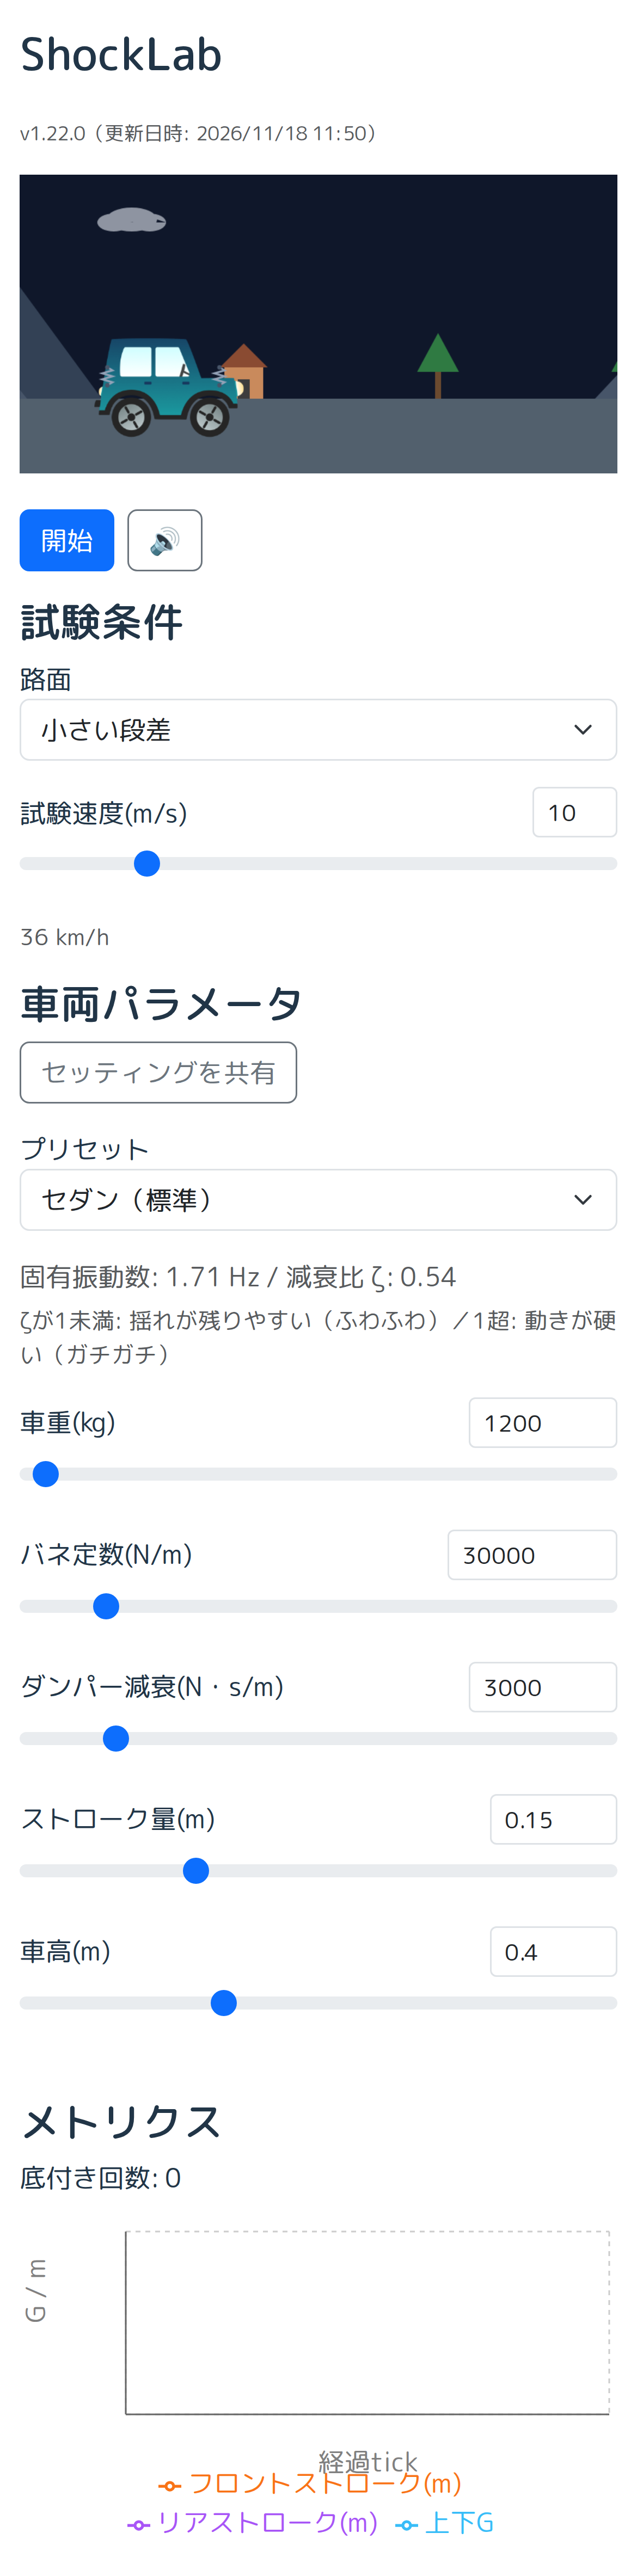 ShockLab
v1.22.0（更新日時: 2026/11/18 11:50）
開始
試験条件
路面
小さい段差
試験速度(m/s)
10
36 km/h
車両パラメータ
セッティングを共有
プリセット
セダン（標準）
固有振動数: 1.71 Hz / 減衰比 ζ: 0.54
ζが1未満: 揺れが残りやすい（ふわふわ）／1超: 動きが硬
い（ガチガチ）
車重(kg)
1200
バネ定数(N/m)
30000
ダンパー減衰(N・s/m)
3000
ストローク量(m)
0.15
車高(m)
0.4
メトリクス
底付き回数: 0
G / m
経過tick
フロントストローク(m)
リアストローク(m) 上下G